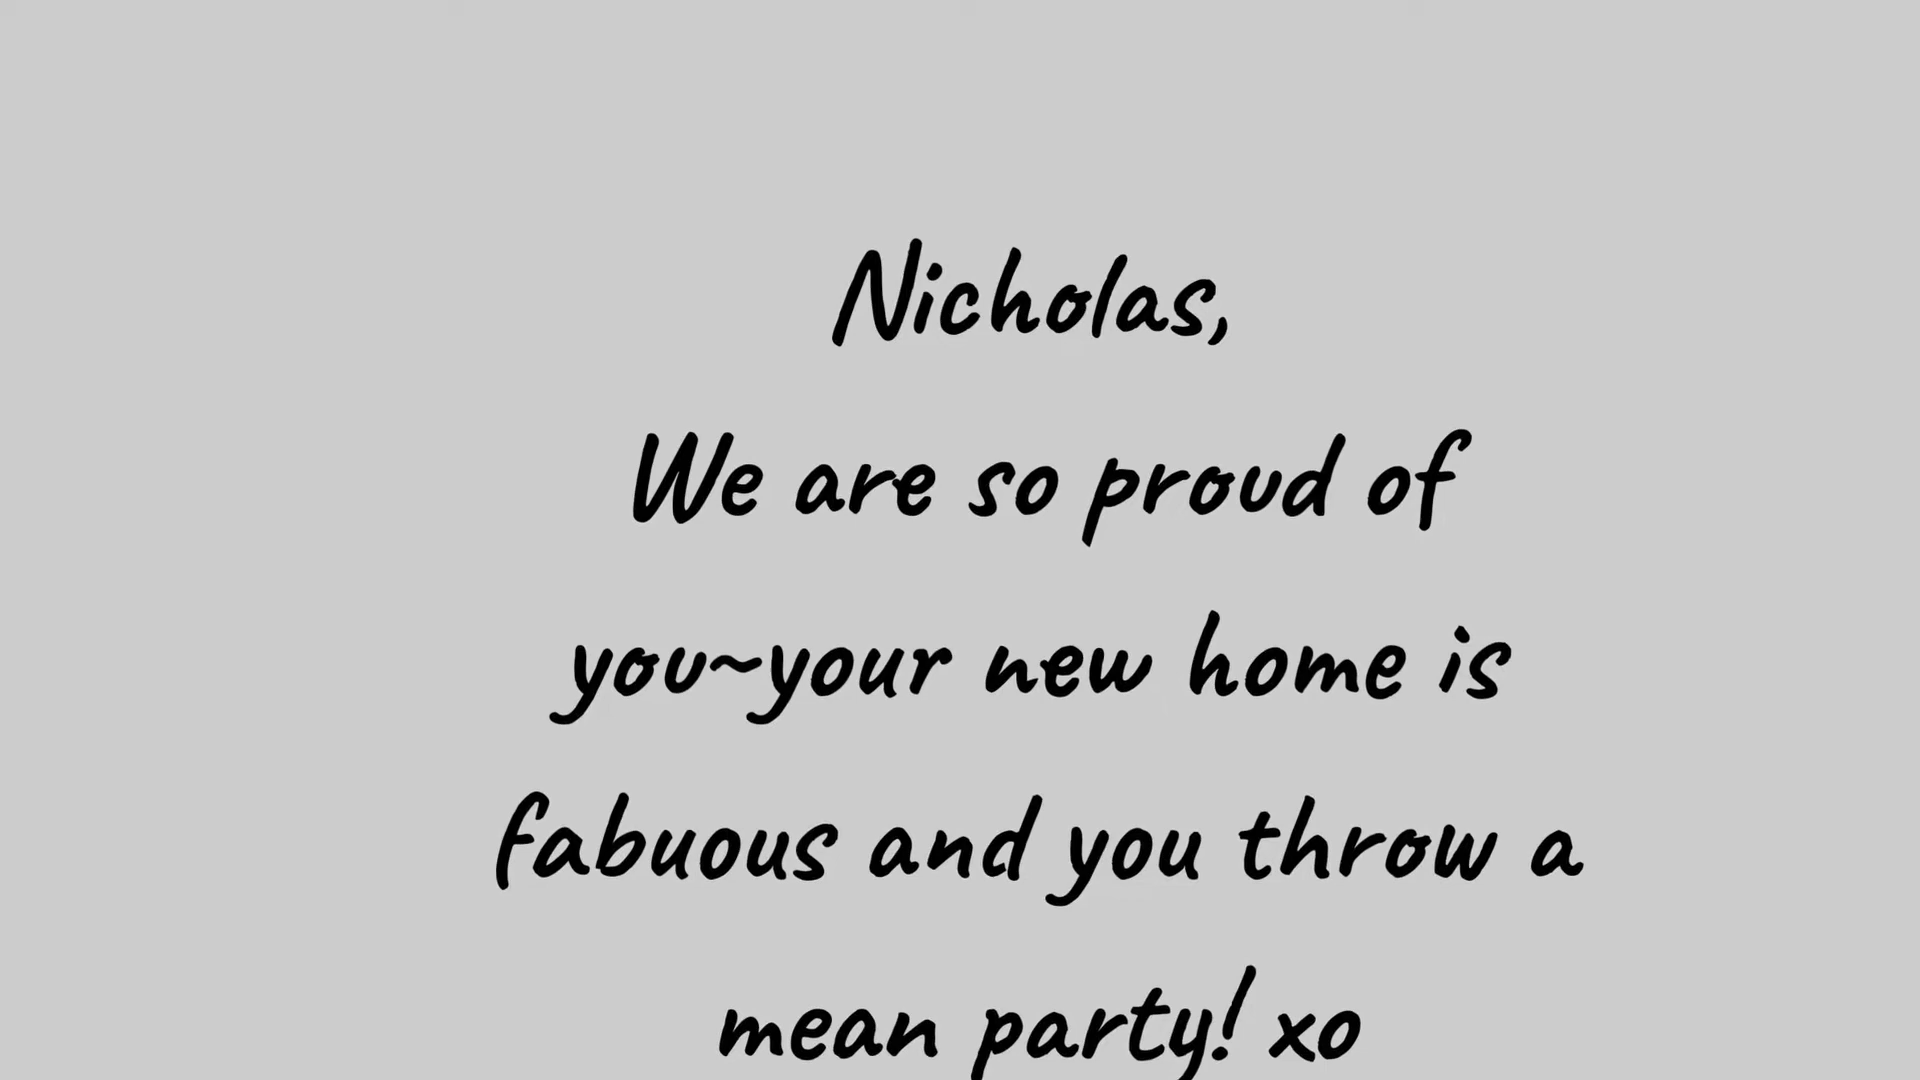 Nicholas,
We are so proud of
you~your new home is
fabuous and you throw a
mean party! xo